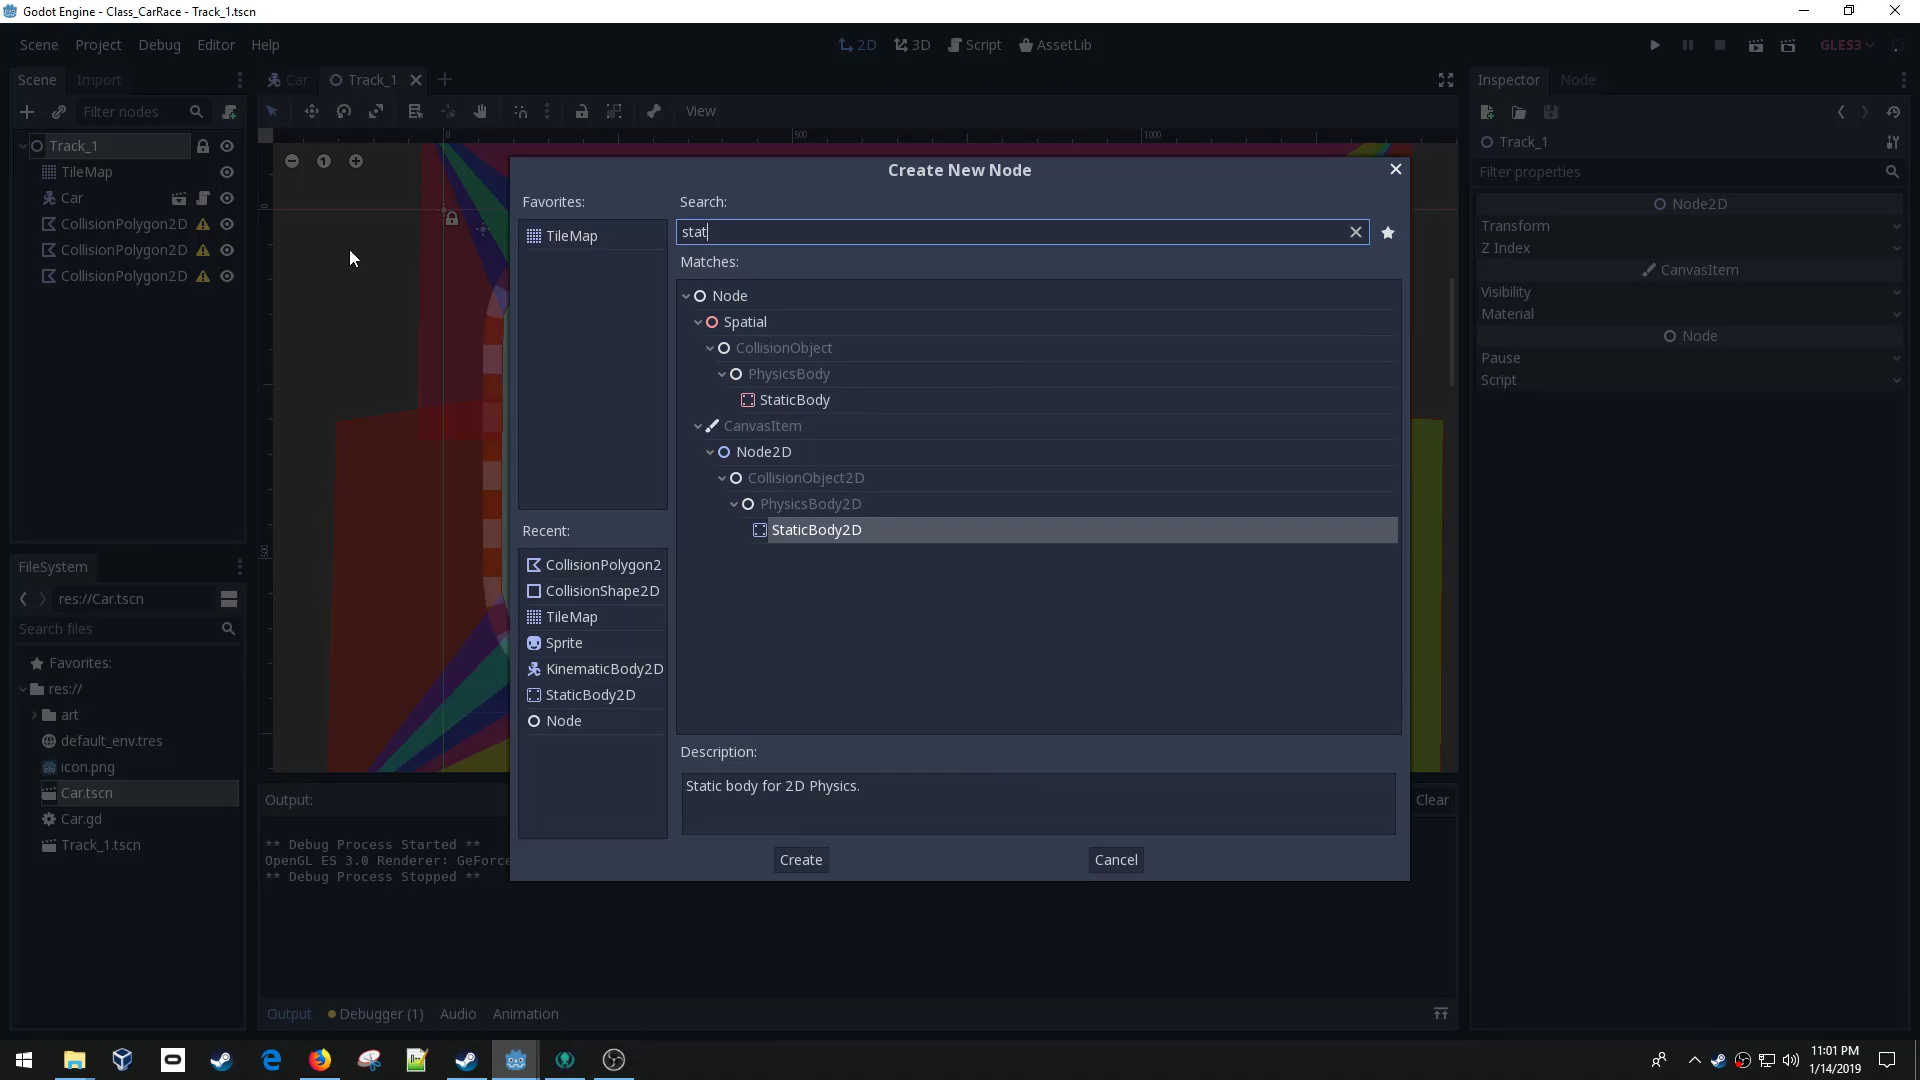 Godot Engine - Class_CarRace - Track_1.tscn
Scene Project Debug Editor Help
2D 3D Script AssetLib
GLES3
Scene Import
Car Track_1
Inspector Node
Filter nodes
View
Track_1
TileMap
Car
CollisionPolygon2D
CollisionPolygon2D
CollisionPolygon2D
0 500 1000
0
500
1
Create New Node
Favorites:
TileMap
Search:
stat
Matches:
Node
Spatial
CollisionObject
PhysicsBody
StaticBody
CanvasItem
Node2D
CollisionObject2D
PhysicsBody2D
StaticBody2D
Recent:
CollisionPolygon2
CollisionShape2D
TileMap
Sprite
KinematicBody2D
StaticBody2D
Node
Description:
Static body for 2D Physics.
Create Cancel
Track_1
Filter properties
Node2D
Transform
Z Index
CanvasItem
Visibility
Material
Node
Pause
Script
FileSystem
res://Car.tscn
Search files
Favorites:
res://
art
default_env.tres
icon.png
Car.tscn
Car.gd
Track_1.tscn
Output:
Clear
** Debug Process Started **
OpenGL ES 3.0 Renderer: GeForce
** Debug Process Stopped **
Output Debugger (1) Audio Animation
11:01 PM
1/14/2019